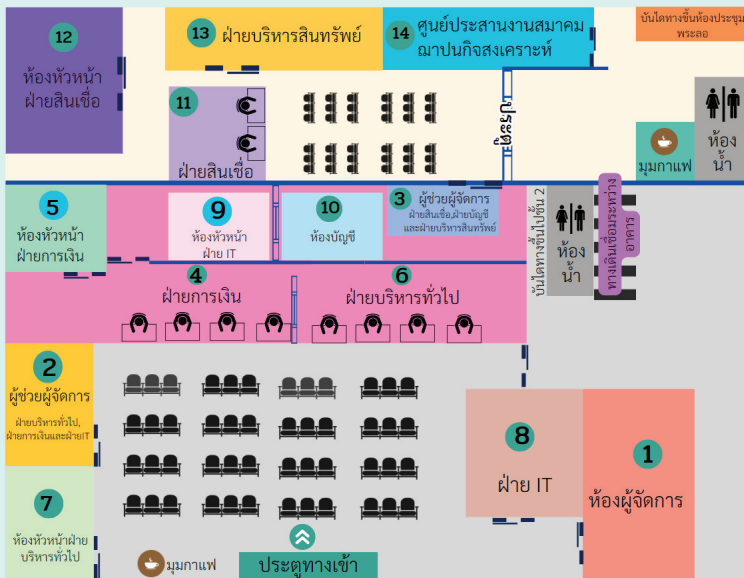 12
ห้องหัวหน้า
ฝ่ายสินเชื่อ
13 ฝ่ายบริหารสินทรัพย์
14 ศูนย์ประสานงานสมาคม
ฌาปนกิจสงเคราะห์
บันไดทางขึ้นห้องประชุม
พระลอ
11
ฝ่ายสินเชื่อ
ประตู
มุมกาแฟ
ห้อง
น้ำ
5
ห้องหัวหน้า
ฝ่ายการเงิน
9
ห้องหัวหน้า
ฝ่าย IT
10
ห้องบัญชี
3 ผู้ช่วยผู้จัดการ
ฝ่ายสินเชื่อ,ฝ่ายบัญชี
และฝ่ายบริหารสินทรัพย์
บันไดทางขึ้นไปชั้น 2
ห้อง
น้ำ
ทางเดินเชื่อมระหว่าง
อาคาร
4
ฝ่ายการเงิน
6
ฝ่ายบริหารทั่วไป
2
ผู้ช่วยผู้จัดการ
ฝ่ายบริหารทั่วไป,
ฝ่ายการเงินและฝ่ายIT
7
ห้องหัวหน้าฝ่าย
บริหารทั่วไป
8
ฝ่าย IT
1
ห้องผู้จัดการ
มุมกาแฟ
ประตูทางเข้า